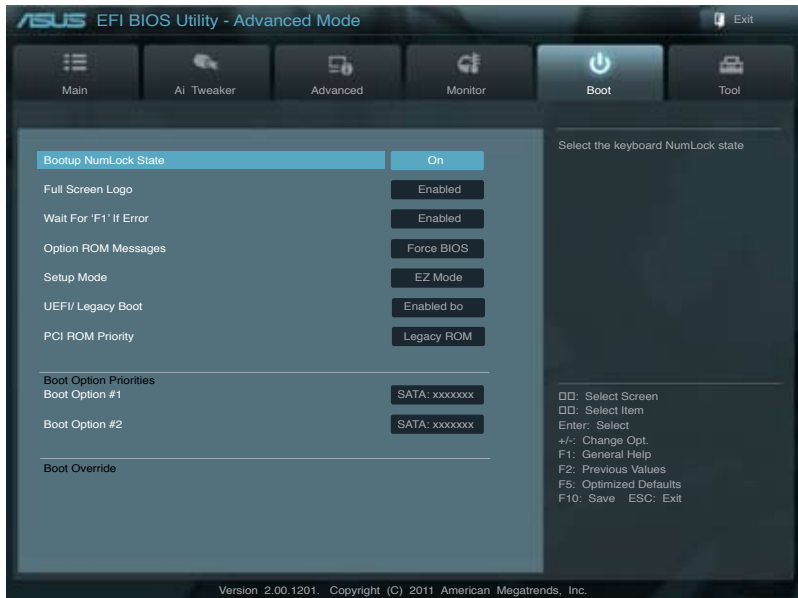 ASUS EFI BIOS Utility - Advanced Mode
Exit
Main
Ai Tweaker
Advanced
Monitor
Boot
Tool
Bootup NumLock State On
Full Screen Logo Enabled
Wait For ‘F1’ If Error Enabled
Option ROM Messages Force BIOS
Setup Mode EZ Mode
UEFI/ Legacy Boot Enabled bo
PCI ROM Priority Legacy ROM
Boot Option Priorities
Boot Option #1 SATA: xxxxxxx
Boot Option #2 SATA: xxxxxxx
Boot Override
Select the keyboard NumLock state
□□: Select Screen
□□: Select Item
Enter: Select
+/-: Change Opt.
F1: General Help
F2: Previous Values
F5: Optimized Defaults
F10: Save ESC: Exit
Version 2.00.1201. Copyright (C) 2011 American Megatrends, Inc.